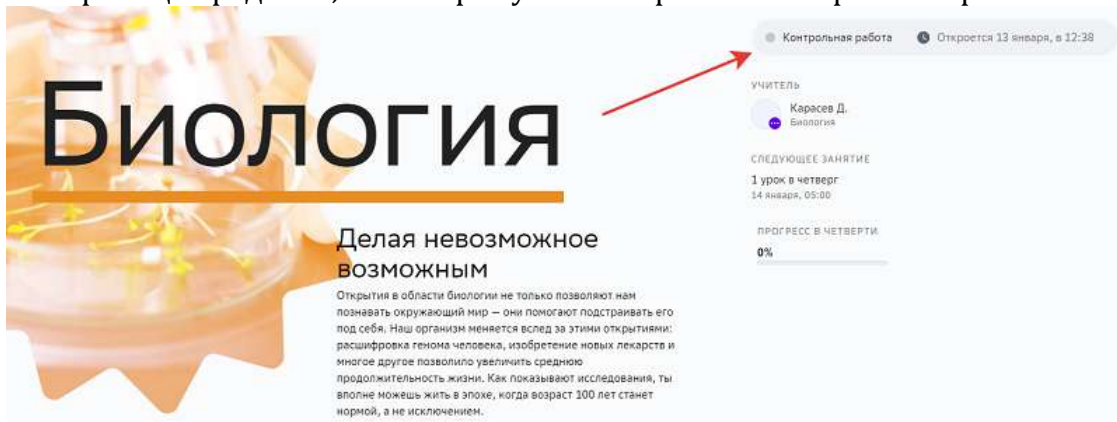 Биология
Делая невозможное
возможным
Открытия в области биологии не только позволяют нам
познавать окружающий мир — они помогают подстраивать его
под себя. Наш организм меняется вслед за этими открытиями:
расшифровка генома человека, изобретение новых лекарств и
многое другое позволило увеличить среднюю
продолжительность жизни. Как показывают исследования, ты
вполне можешь жить в эпохе, когда возраст 100 лет станет
нормой, а не исключением.
Контрольная работа Откроется 13 января, в 12:38
УЧИТЕЛЬ
Карасев Д.
Биология
СЛЕДУЮЩЕЕ ЗАНЯТИЕ
1 урок в четверг
14 января, 05:00
ПРОГРЕСС В ЧЕТВЕРТИ
0%